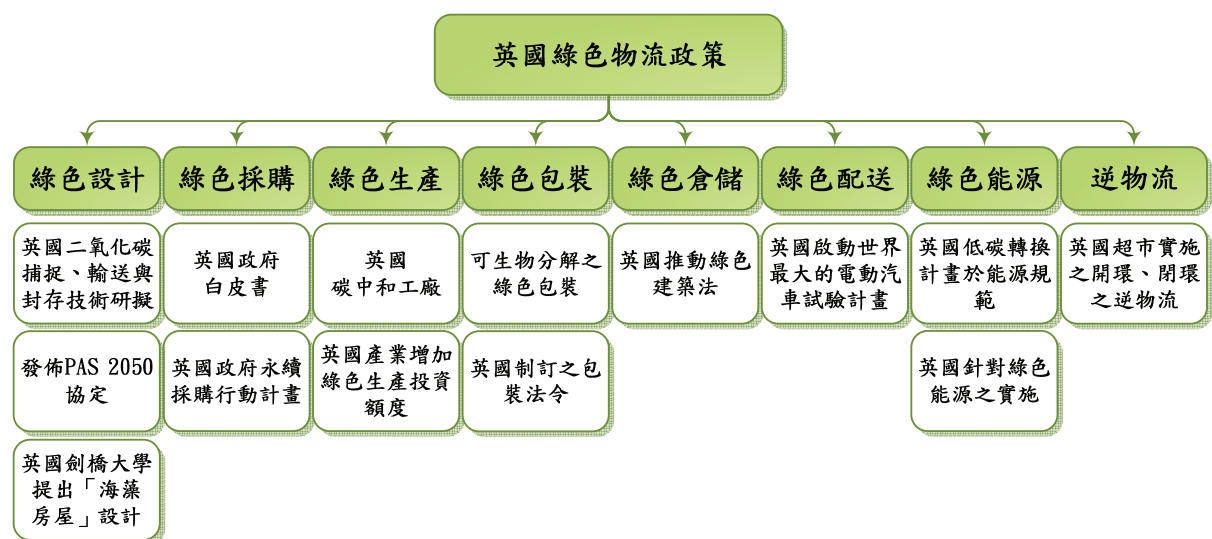 英國綠色物流政策
綠色設計
綠色採購
綠色生產
綠色包裝
綠色倉儲
綠色配送
綠色能源
逆物流
英國二氧化碳
捕捉、輸送與
封存技術研擬
英國政府
白皮書
英國
碳中和工廠
可生物分解之
綠色包裝
英國推動綠色
建築法
英國啟動世界
最大的電動汽
車試驗計畫
英國低碳轉換
計畫於能源規
範
英國超市實施
之開環、閉環
之逆物流
發佈PAS 2050
協定
英國政府永續
採購行動計畫
英國產業增加
綠色生產投資
額度
英國制訂之包
裝法令
英國針對綠色
能源之實施
英國劍橋大學
提出「海藻
房屋」設計